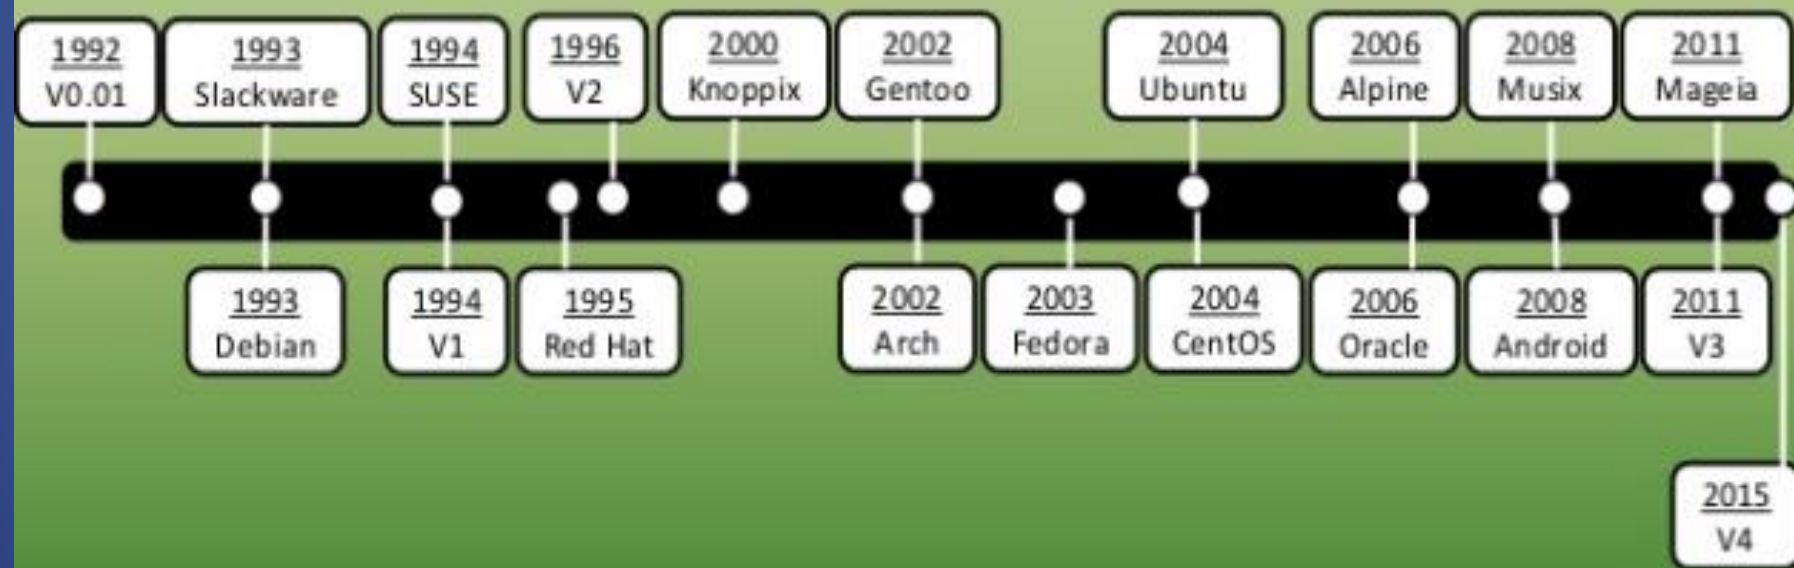 1992
V0.01
1993
Slackware
1994
SUSE
1996
V2
2000
Knoppix
2002
Gentoo
2004
Ubuntu
2006
Alpine
2008
Musix
2011
Mageia
1993
Debian
1994
V1
1995
Red Hat
2002
Arch
2003
Fedora
2004
CentOS
2006
Oracle
2008
Android
2011
V3
2015
V4